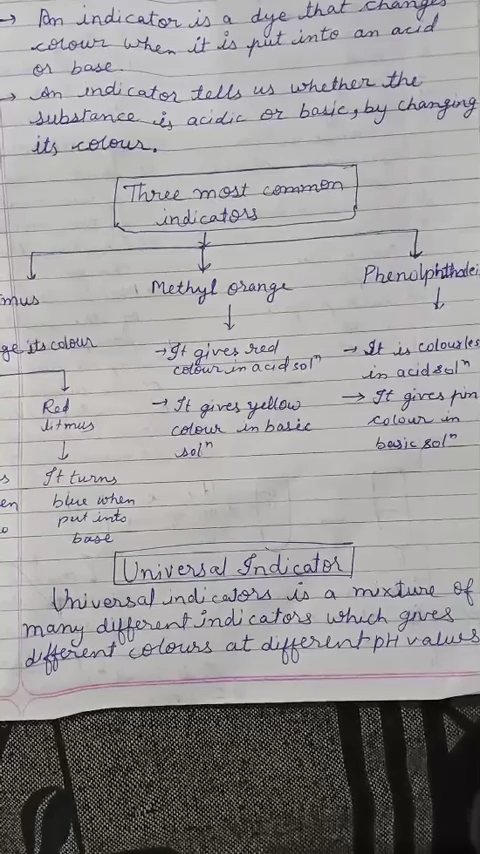 → An indicator is a dye that changes
colour when it is put into an acid
or base.
→ An indicator tells us whether the
substance is acidic or basic, by changing
its colour.
Three most common
indicators
mus
ge its colour
Red
litmus
It turns
blue when
put into
base
s
en
o
Methyl orange
→ It gives red
colour in acid solⁿ
→ It gives yellow
colour in basic
solⁿ
Phenolphthalei
→ It is colourles
in acid solⁿ
→ It gives pin
colour in
basic solⁿ
Universal Indicator
Universal indicators is a mixture of
many different indicators which gives
different colours at different pH values